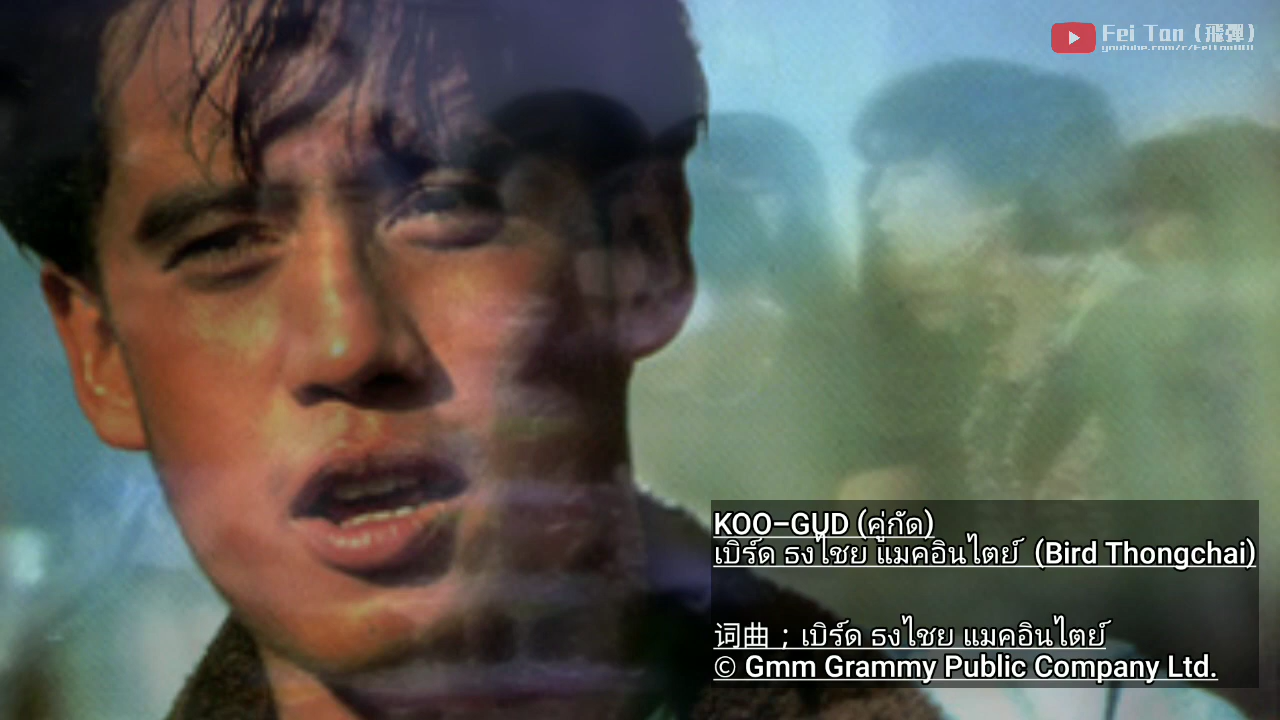 Fei Tan (飛彈)
KOO–GUD (คู่กัด)
เบิร์ด ธงไชย แมคอินไตย์ (Bird Thongchai)
词曲 ; เบิร์ด ธงไชย แมคอินไตย์
© Gmm Grammy Public Company Ltd.